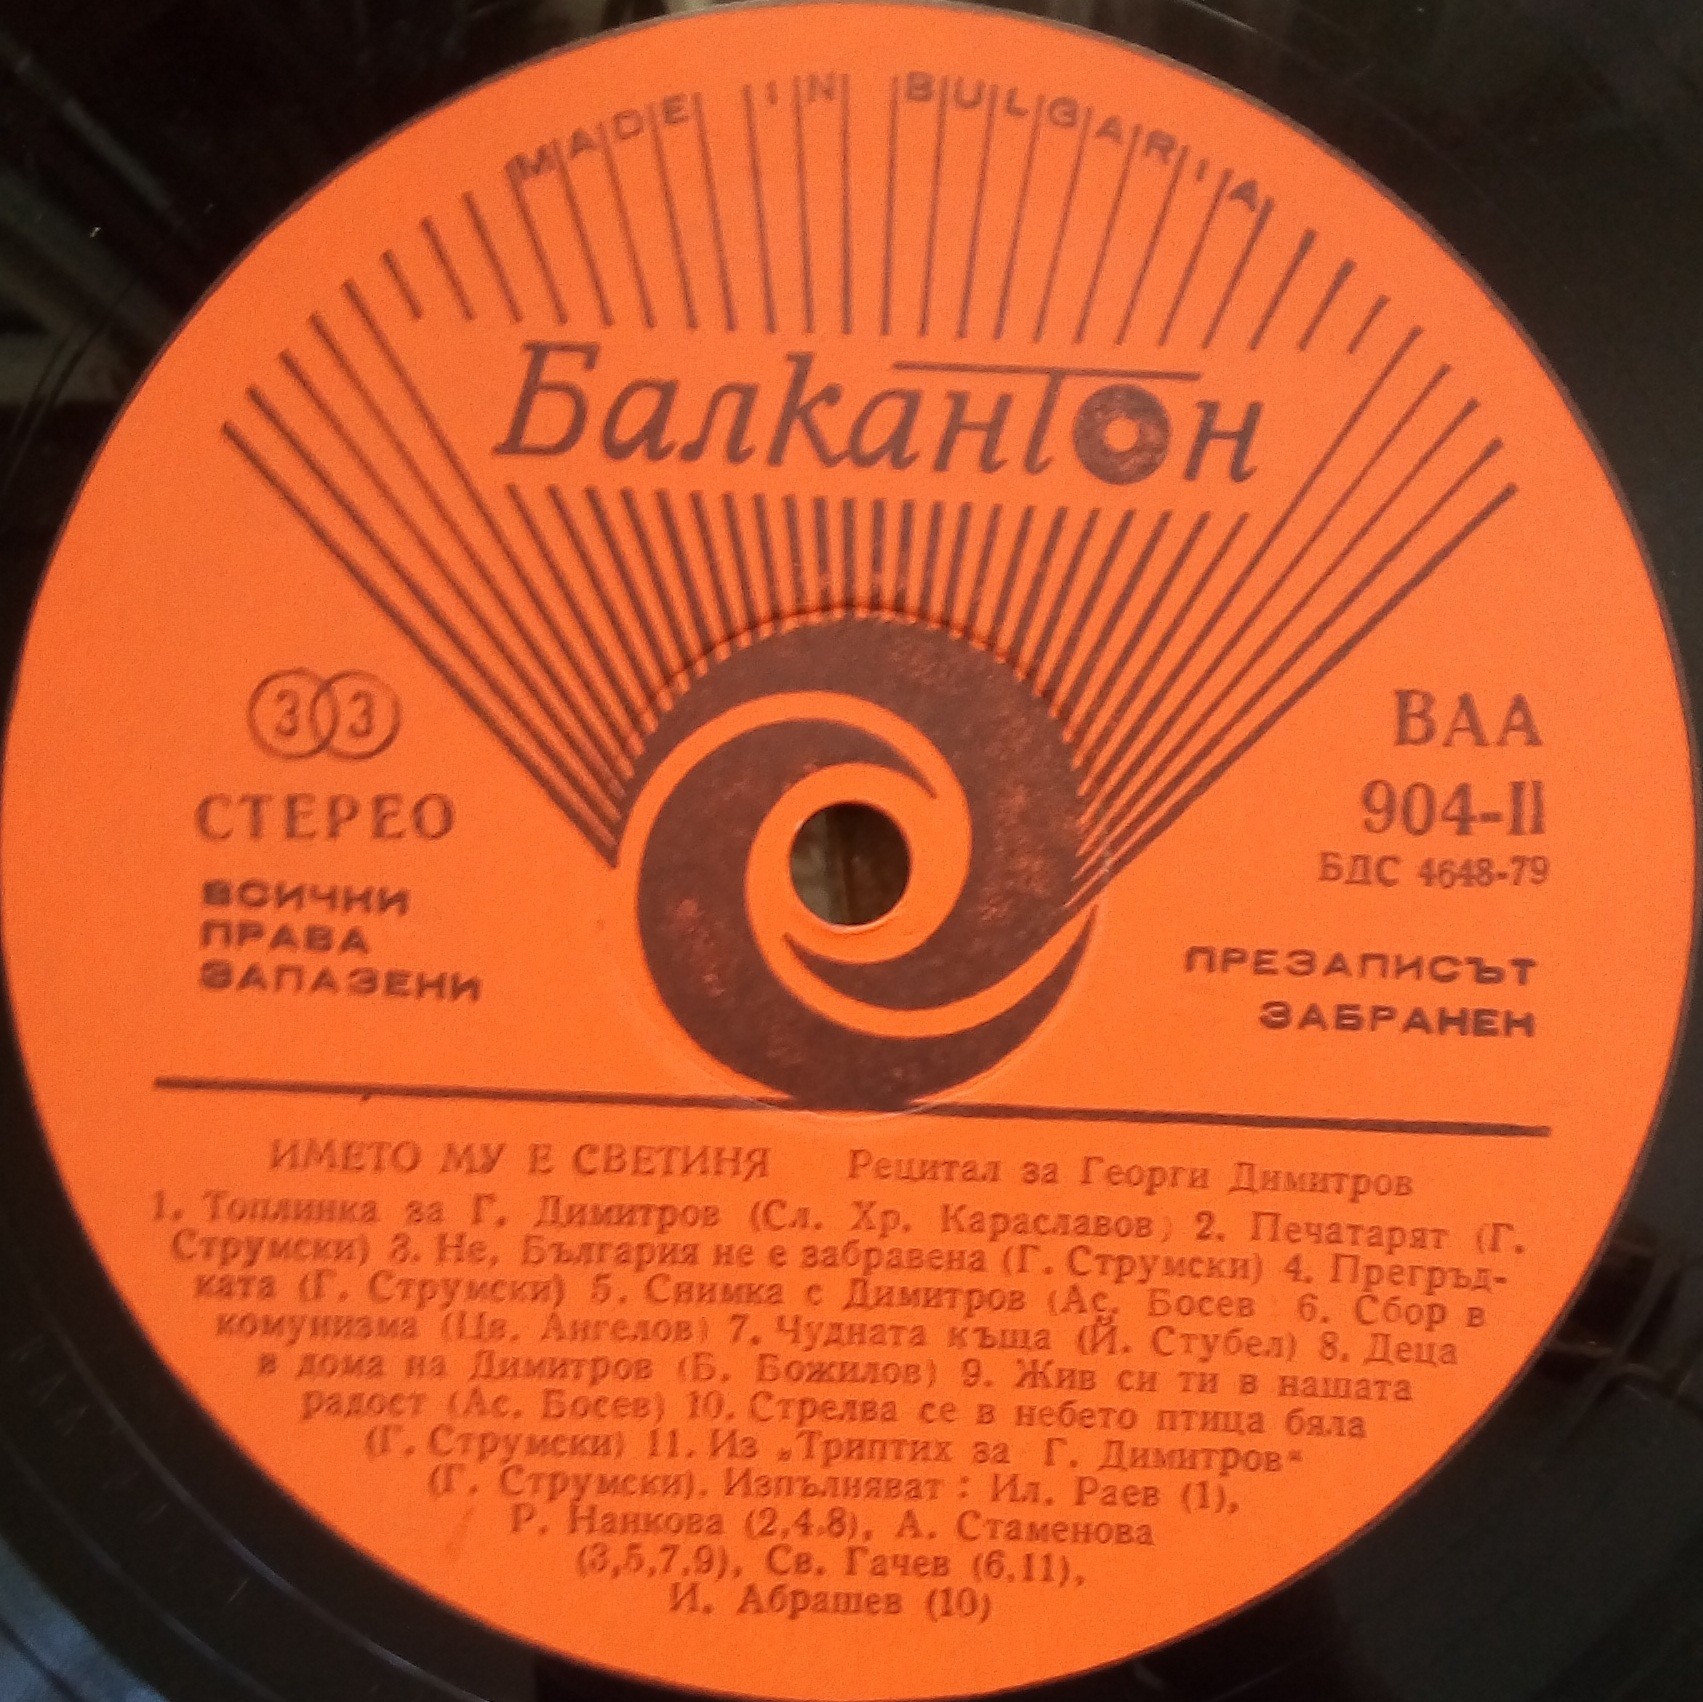 MADE IN BULGARIA
Балкантон
33
СТЕРЕО
ВСИЧКИ
ПРАВА
ЗАПАЗЕНИ
ВАА
904-II
БДС 4648-79
ПРЕЗАПИСЪТ
ЗАБРАНЕН
ИМЕТО МУ Е СВЕТИНЯ Рецитал за Георги Димитров
1. Топлинка за Г. Димитров (Сл. Хр. Караславов) 2. Печатарят (Г.
Струмски) 3. Не, България не е забравена (Г. Струмски) 4. Прегръд-
ката (Г. Струмски) 5. Снимка с Димитров (Ас. Босев 6. Сбор в
комунизма (Цв. Ангелов) 7. Чудната къща (Й. Стубел) 8. Деца
в дома на Димитров (Б. Божилов) 9. Жив си ти в нашата
радост (Ас. Босев) 10. Стрелва се в небето птица бяла
(Г. Струмски) 11. Из „Триптих за Г. Димитров“
(Г. Струмски). Изпълняват : Ил. Раев (1),
Р. Нанкова (2,4,8), А. Стаменова
(3,5,7,9), Св. Гачев (6,11),
И. Абрашев (10)